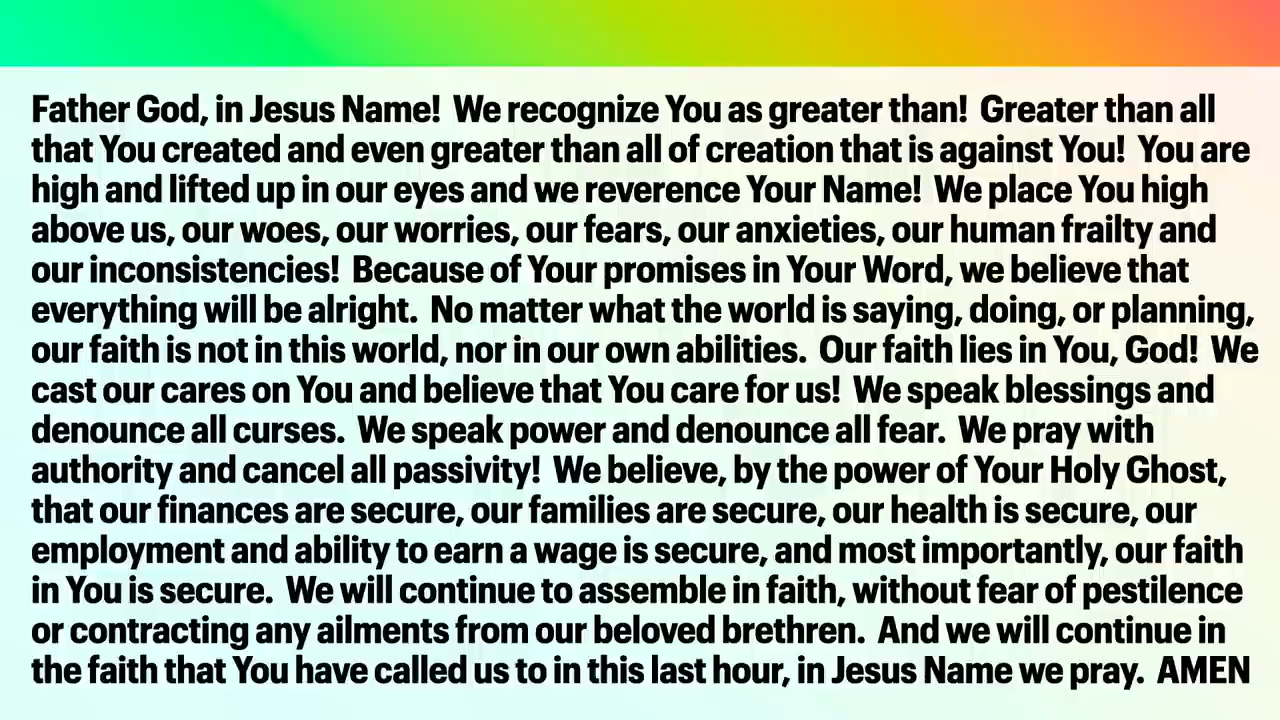 Father God, in Jesus Name!  We recognize You as greater than!  Greater than all
that You created and even greater than all of creation that is against You!  You are
high and lifted up in our eyes and we reverence Your Name!  We place You high
above us, our woes, our worries, our fears, our anxieties, our human frailty and
our inconsistencies!  Because of Your promises in Your Word, we believe that
everything will be alright.  No matter what the world is saying, doing, or planning,
our faith is not in this world, nor in our own abilities.  Our faith lies in You, God!  We
cast our cares on You and believe that You care for us!  We speak blessings and
denounce all curses.  We speak power and denounce all fear.  We pray with
authority and cancel all passivity!  We believe, by the power of Your Holy Ghost,
that our finances are secure, our families are secure, our health is secure, our
employment and ability to earn a wage is secure, and most importantly, our faith
in You is secure.  We will continue to assemble in faith, without fear of pestilence
or contracting any ailments from our beloved brethren.  And we will continue in
the faith that You have called us to in this last hour, in Jesus Name we pray.  AMEN